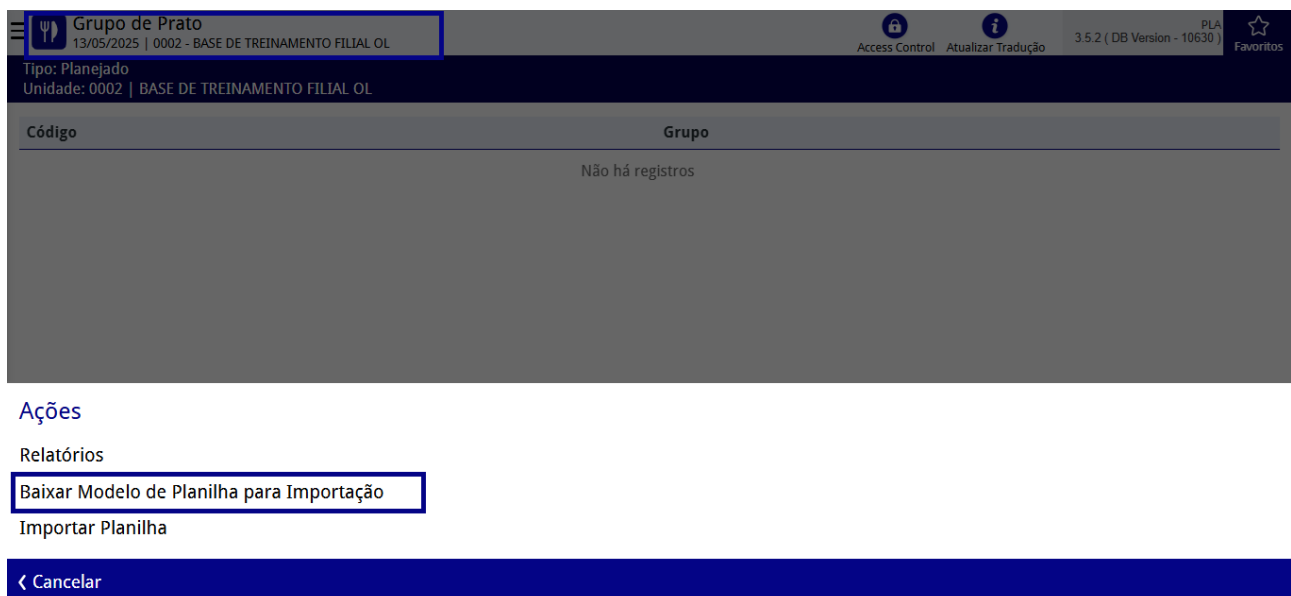 Grupo de Prato
13/05/2025 | 0002 - BASE DE TREINAMENTO FILIAL OL
Access Control
Atualizar Tradução
PLA
3.5.2 ( DB Version - 10630 )
Favoritos
Tipo: Planejado
Unidade: 0002 | BASE DE TREINAMENTO FILIAL OL
Código
Grupo
Não há registros
Ações
Relatórios
Baixar Modelo de Planilha para Importação
Importar Planilha
Cancelar